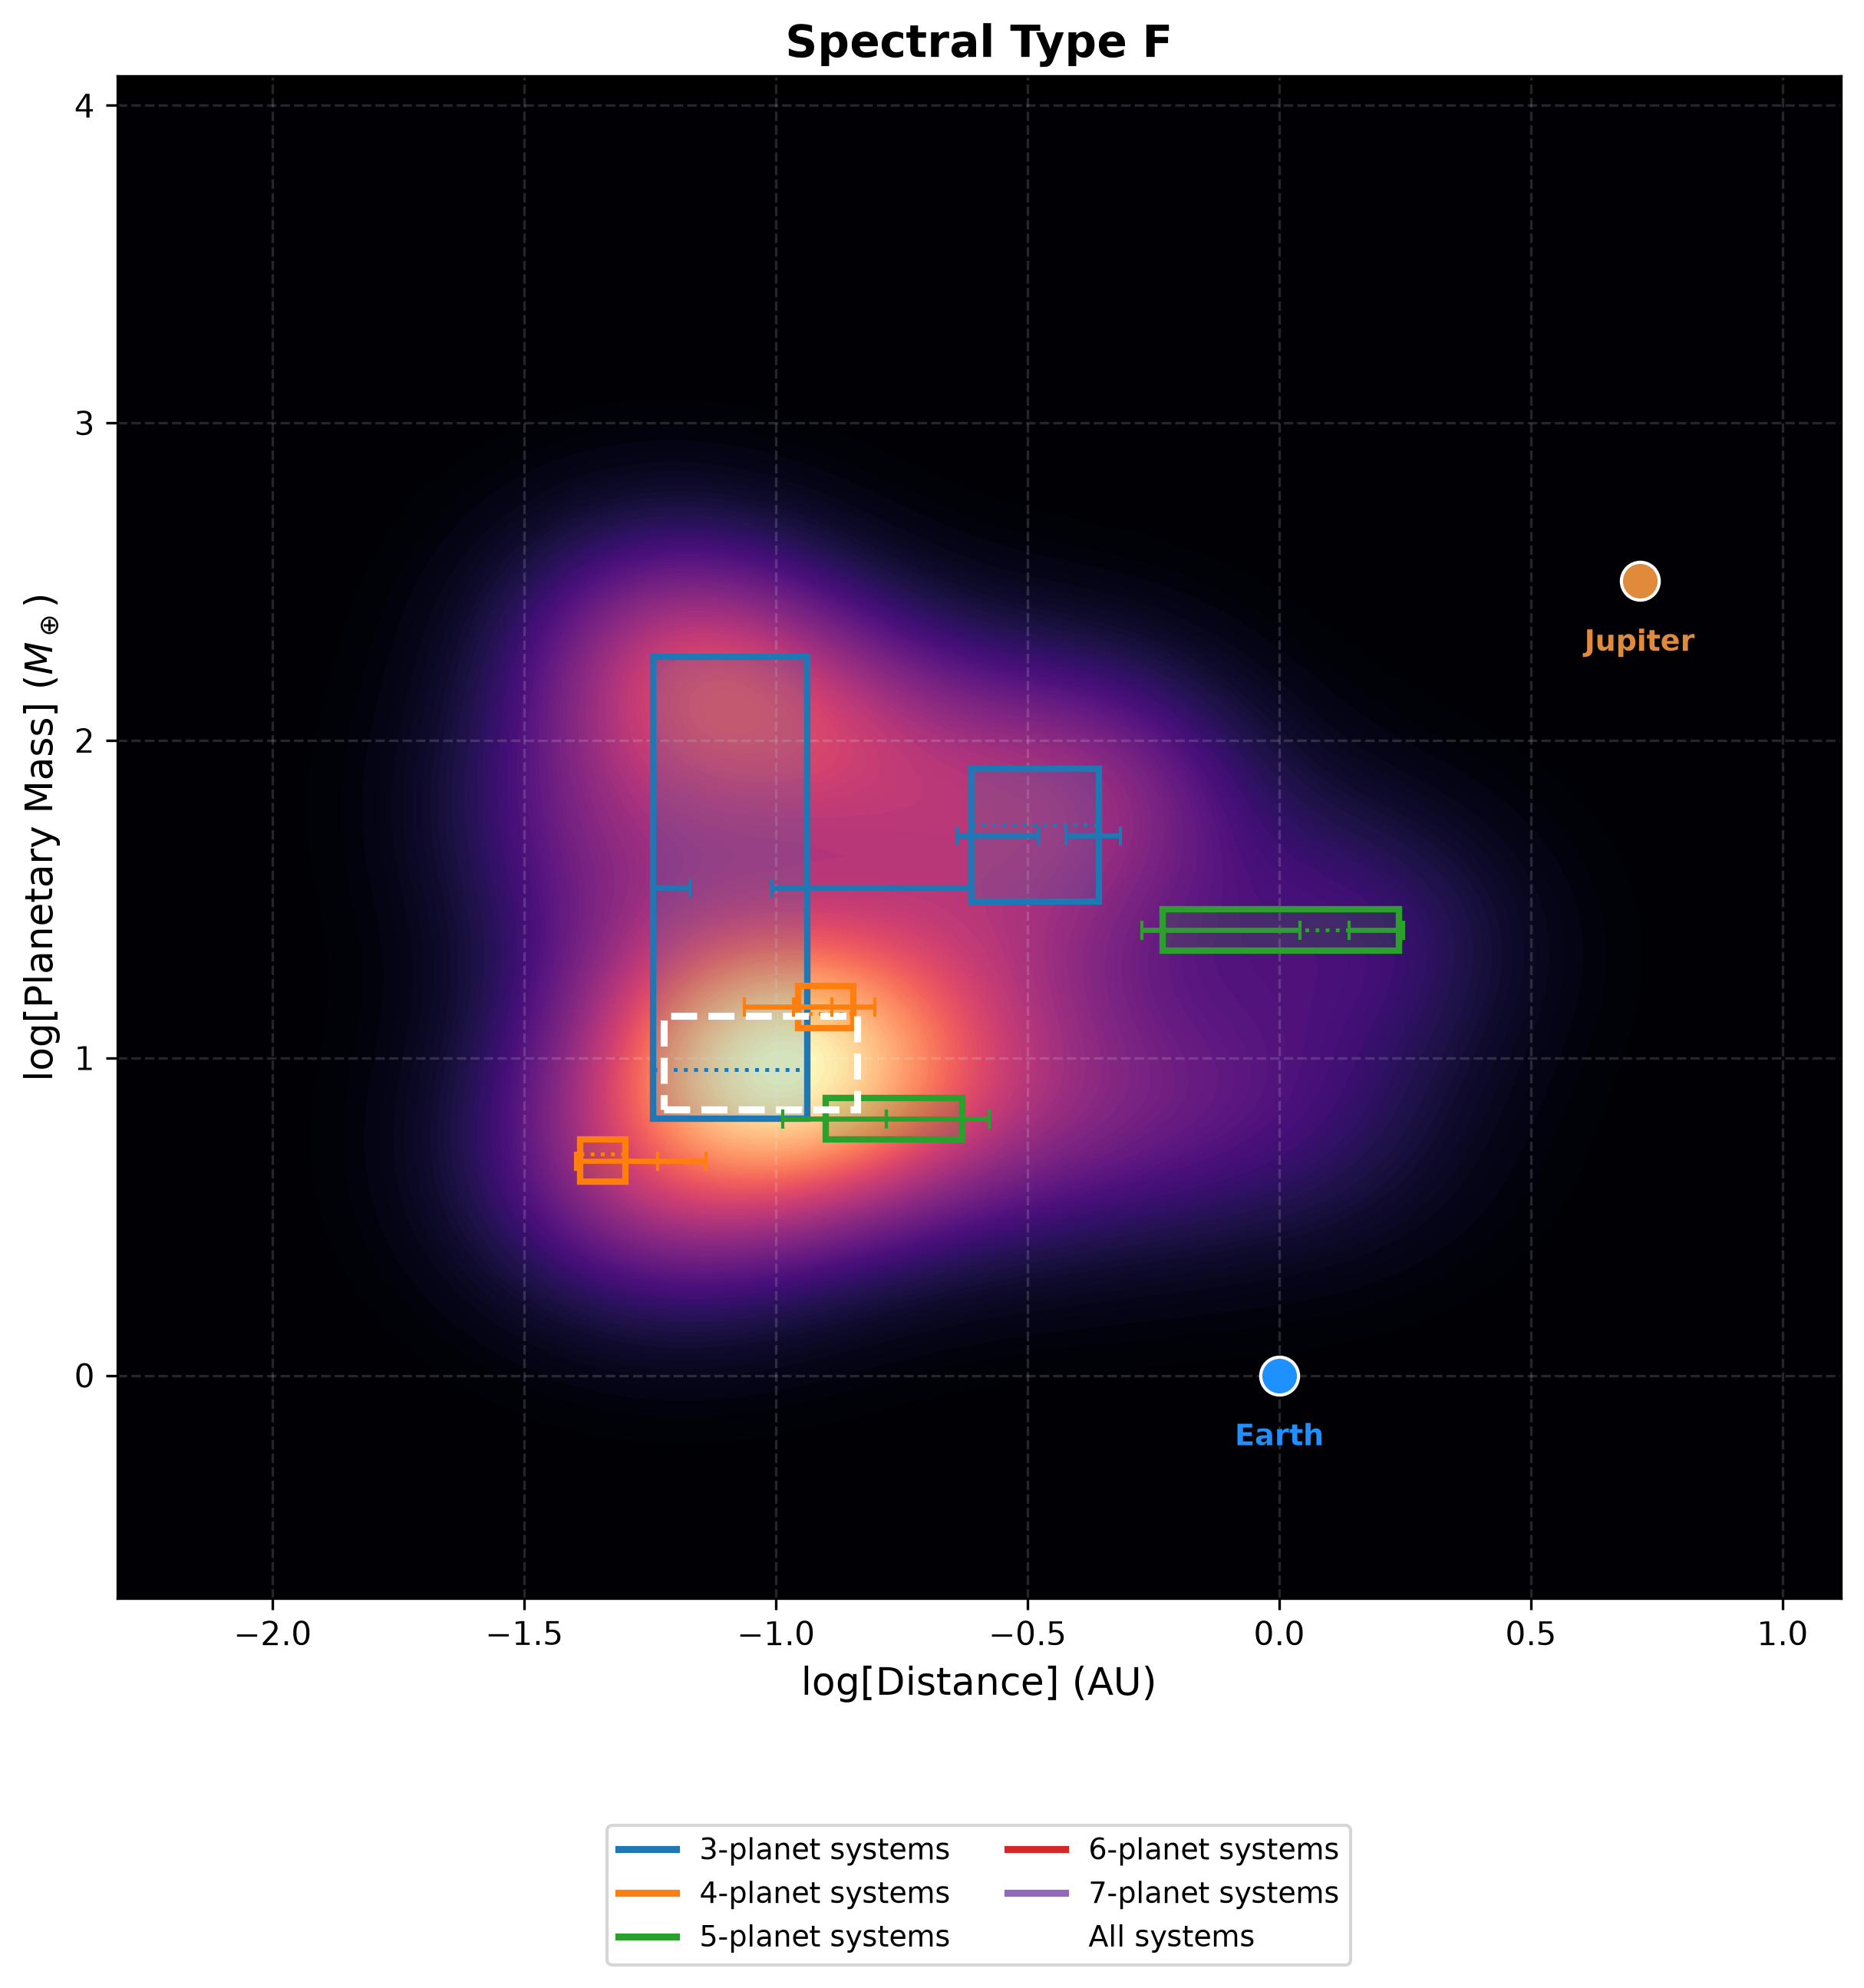 Spectral Type F
log[Planetary Mass] (M⊕)
4
3
2
1
0
Jupiter
Earth
−2.0 −1.5 −1.0 −0.5 0.0 0.5 1.0
log[Distance] (AU)
3-planet systems
4-planet systems
5-planet systems
6-planet systems
7-planet systems
All systems